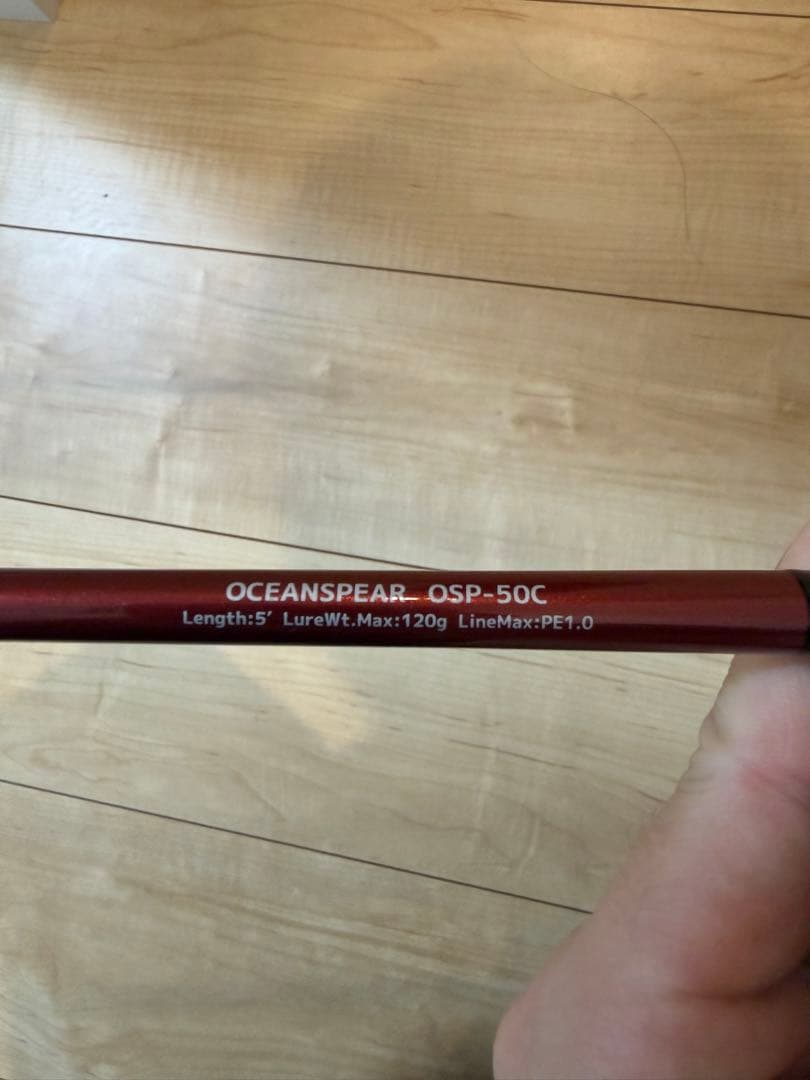 OCEANSPEAR OSP-50C
Length:5′ LureWt.Max:120g LineMax:PE1.0